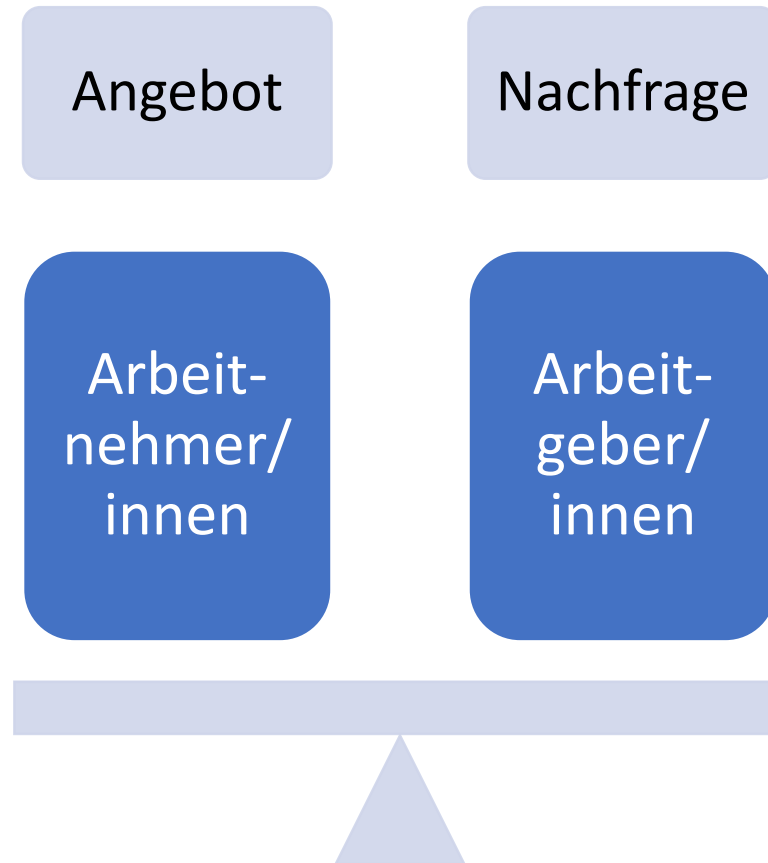 Angebot
Nachfrage
Arbeit-
nehmer/
innen
Arbeit-
geber/
innen